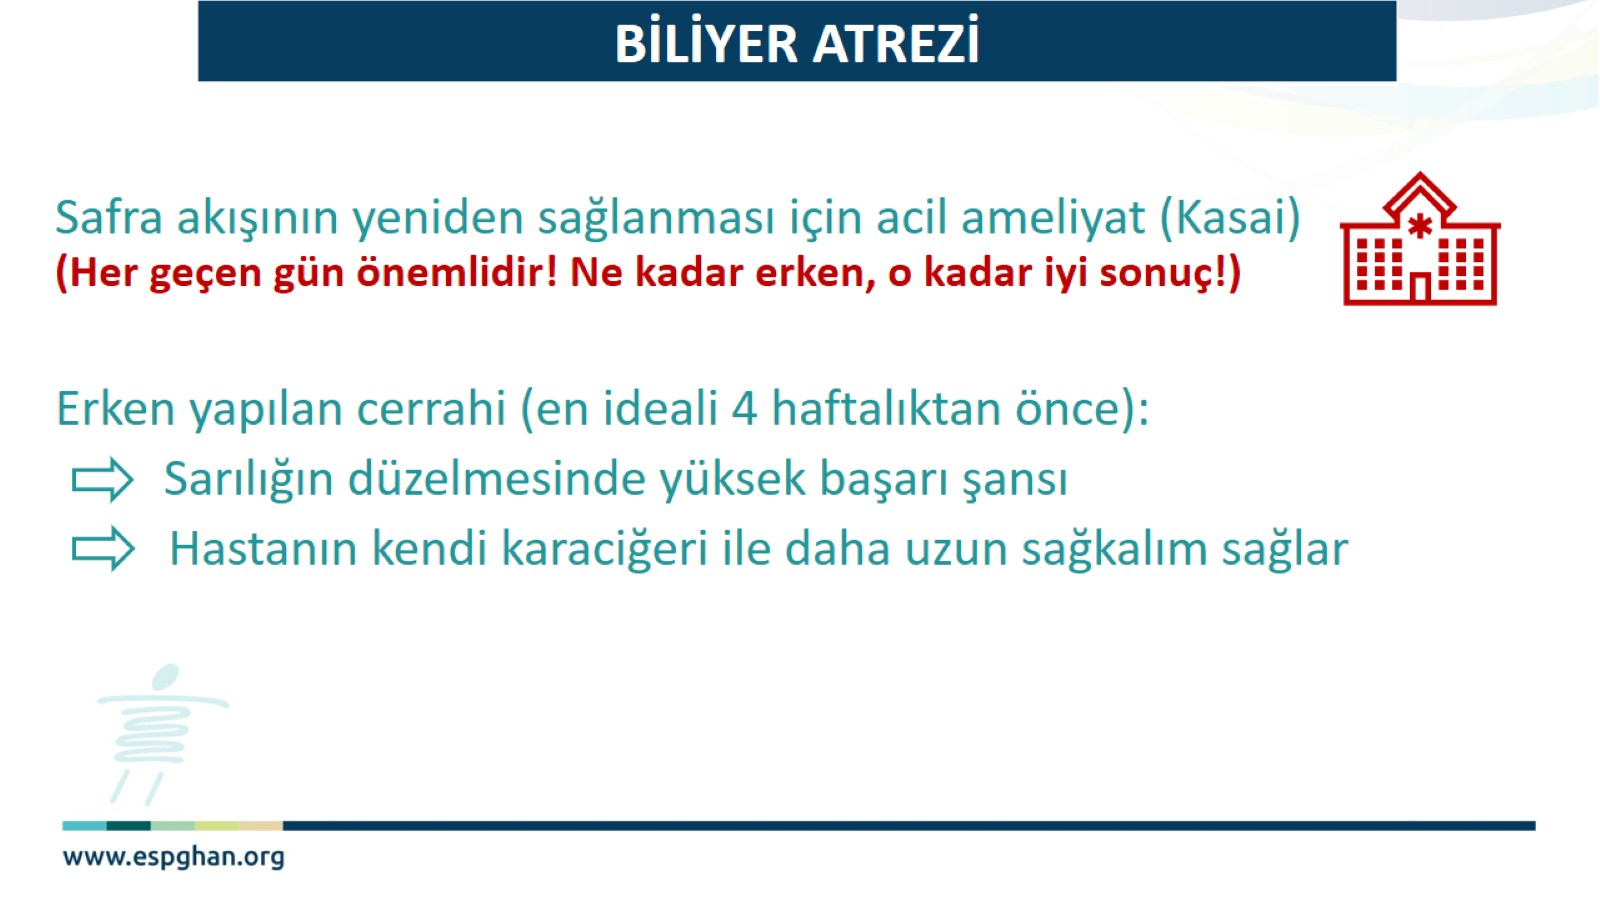 BİLİYER ATREZİ
Safra akışının yeniden sağlanması için acil ameliyat (Kasai)
(Her geçen gün önemlidir! Ne kadar erken, o kadar iyi sonuç!)
Erken yapılan cerrahi (en ideali 4 haftalıktan önce):
Sarılığın düzelmesinde yüksek başarı şansı
Hastanın kendi karaciğeri ile daha uzun sağkalım sağlar
www.espghan.org